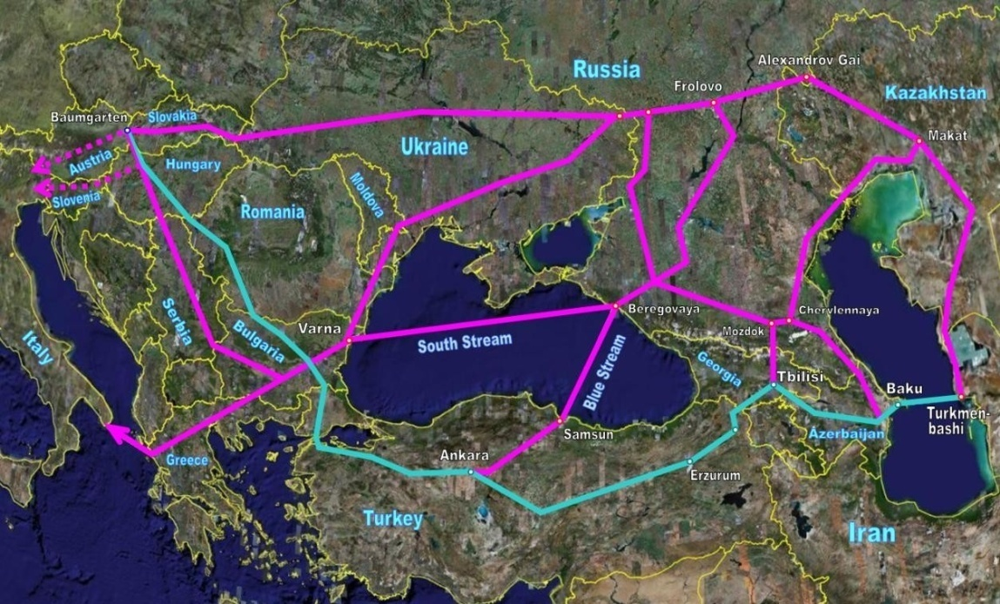 Alexandrov Gai
Russia
Frolovo
Kazakhstan
Baumgarten
Slovakia
Makat
Ukraine
Austria
Hungary
Moldova
Slovenia
Romania
Beregovaya
Chervlennaya
Serbia
Bulgaria
Varna
Mozdok
Italy
South Stream
Blue Stream
Georgia
Tbilisi
Baku
Turkmen-
bashi
Samsun
Azerbaijan
Greece
Ankara
Erzurum
Turkey
Iran